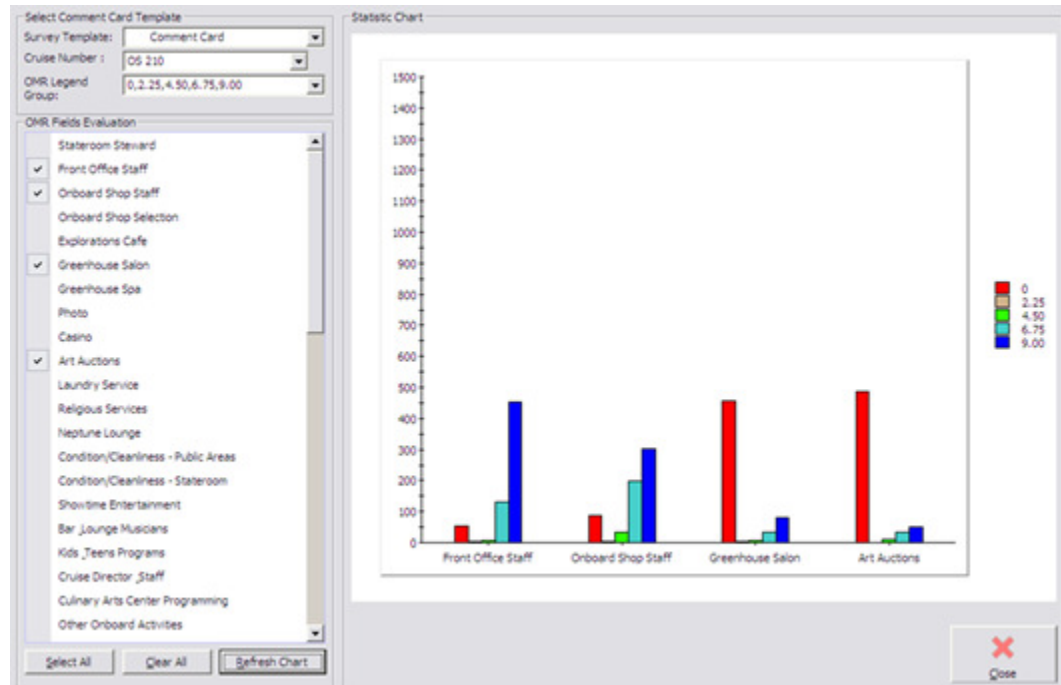 Select Comment Card Template
Survey Template: Comment Card
Cruise Number : OS 210
OMR Legend Group: 0,2.25,4.50,6.75,9.00
OMR Fields Evaluation
Stateroom Steward
Front Office Staff
Onboard Shop Staff
Onboard Shop Selection
Explorations Cafe
Greenhouse Salon
Greenhouse Spa
Photo
Casino
Art Auctions
Laundry Service
Religous Services
Neptune Lounge
Condition/Cleanliness - Public Areas
Condition/Cleanliness - Stateroom
Showtime Entertainment
Bar ,Lounge Musicians
Kids ,Teens Programs
Cruise Director ,Staff
Culinary Arts Center Programming
Other Onboard Activities
Select All Clear All Refresh Chart
Statistic Chart
1500
1400
1300
1200
1100
1000
900
800
700
600
500
400
300
200
100
0
Front Office Staff Onboard Shop Staff Greenhouse Salon Art Auctions
0
2.25
4.50
6.75
9.00
Close